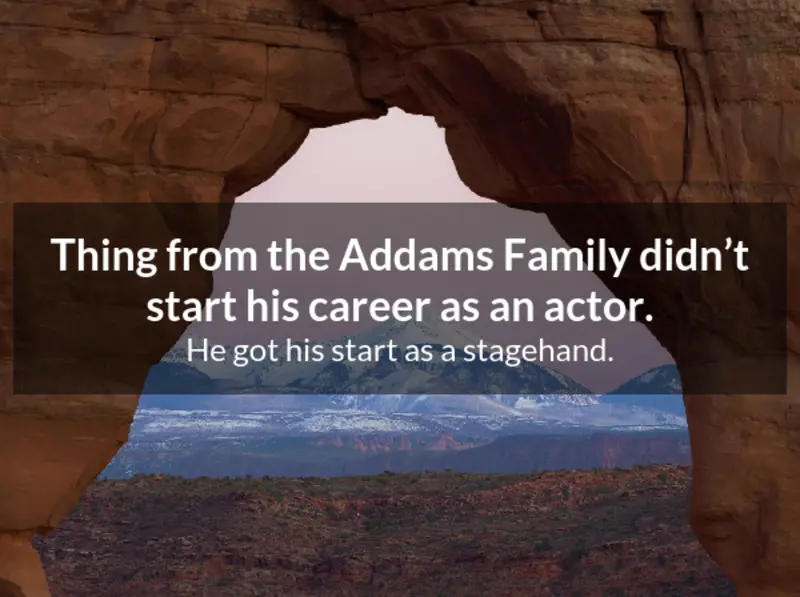 Thing from the Addams Family didn’t
start his career as an actor.
He got his start as a stagehand.